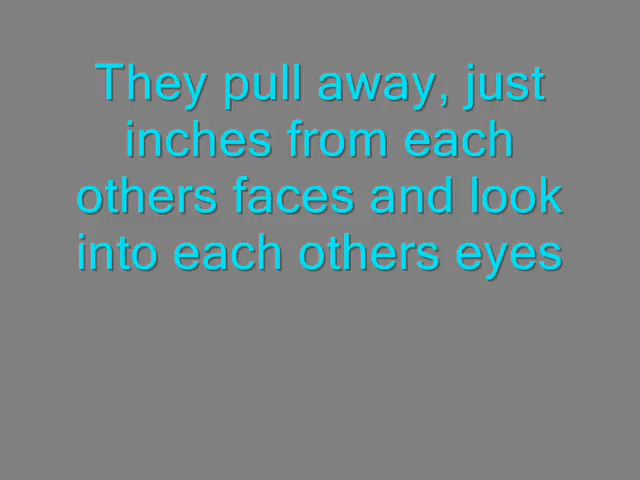 They pull away, just
inches from each
others faces and look
into each others eyes